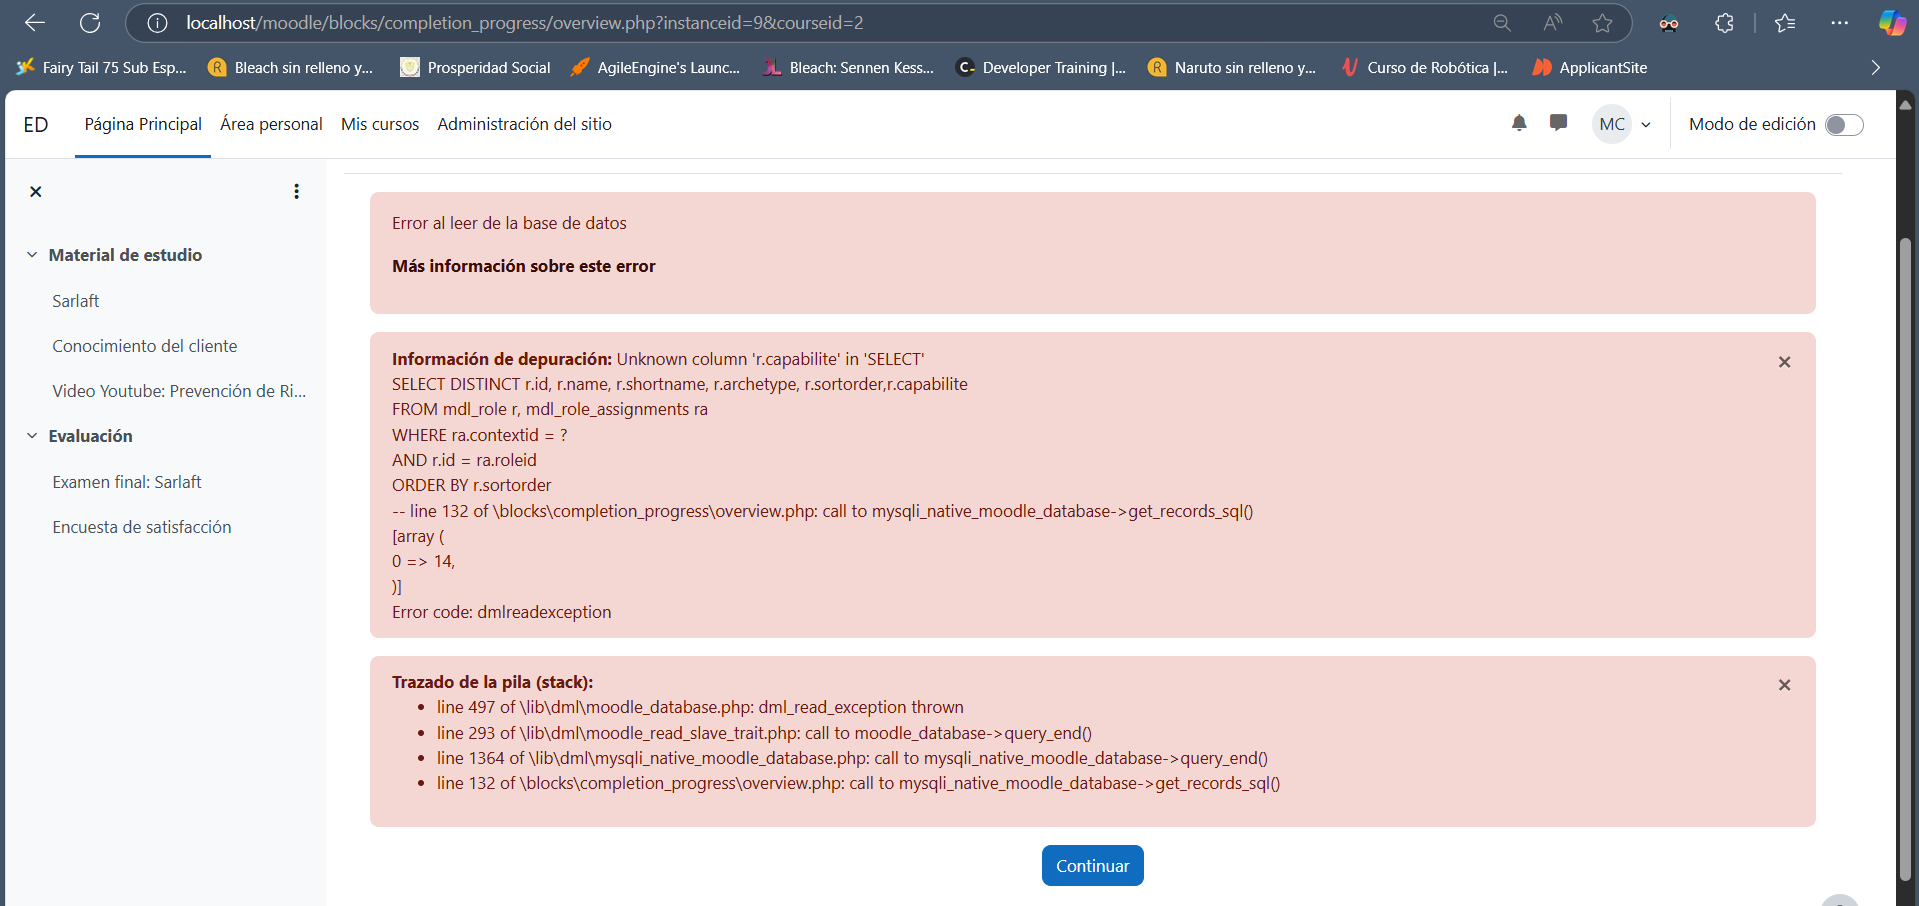 localhost/moodle/blocks/completion_progress/overview.php?instanceid=9&courseid=2
Fairy Tail 75 Sub Esp... Bleach sin relleno y... Prosperidad Social AgileEngine's Launc... Bleach: Sennen Kess... Developer Training |... Naruto sin relleno y... Curso de Robótica |... ApplicantSite
ED Página Principal Área personal Mis cursos Administración del sitio MC Modo de edición
Material de estudio
Sarlaft
Conocimiento del cliente
Video Youtube: Prevención de Ri...
Evaluación
Examen final: Sarlaft
Encuesta de satisfacción
Error al leer de la base de datos
Más información sobre este error
Información de depuración: Unknown column 'r.capabilite' in 'SELECT'
SELECT DISTINCT r.id, r.name, r.shortname, r.archetype, r.sortorder,r.capabilite
FROM mdl_role r, mdl_role_assignments ra
WHERE ra.contextid = ?
AND r.id = ra.roleid
ORDER BY r.sortorder
-- line 132 of \blocks\completion_progress\overview.php: call to mysqli_native_moodle_database->get_records_sql()
[array (
0 => 14,
)]
Error code: dmlreadexception
Trazado de la pila (stack):
• line 497 of \lib\dml\moodle_database.php: dml_read_exception thrown
• line 293 of \lib\dml\moodle_read_slave_trait.php: call to moodle_database->query_end()
• line 1364 of \lib\dml\mysqli_native_moodle_database.php: call to mysqli_native_moodle_database->query_end()
• line 132 of \blocks\completion_progress\overview.php: call to mysqli_native_moodle_database->get_records_sql()
Continuar